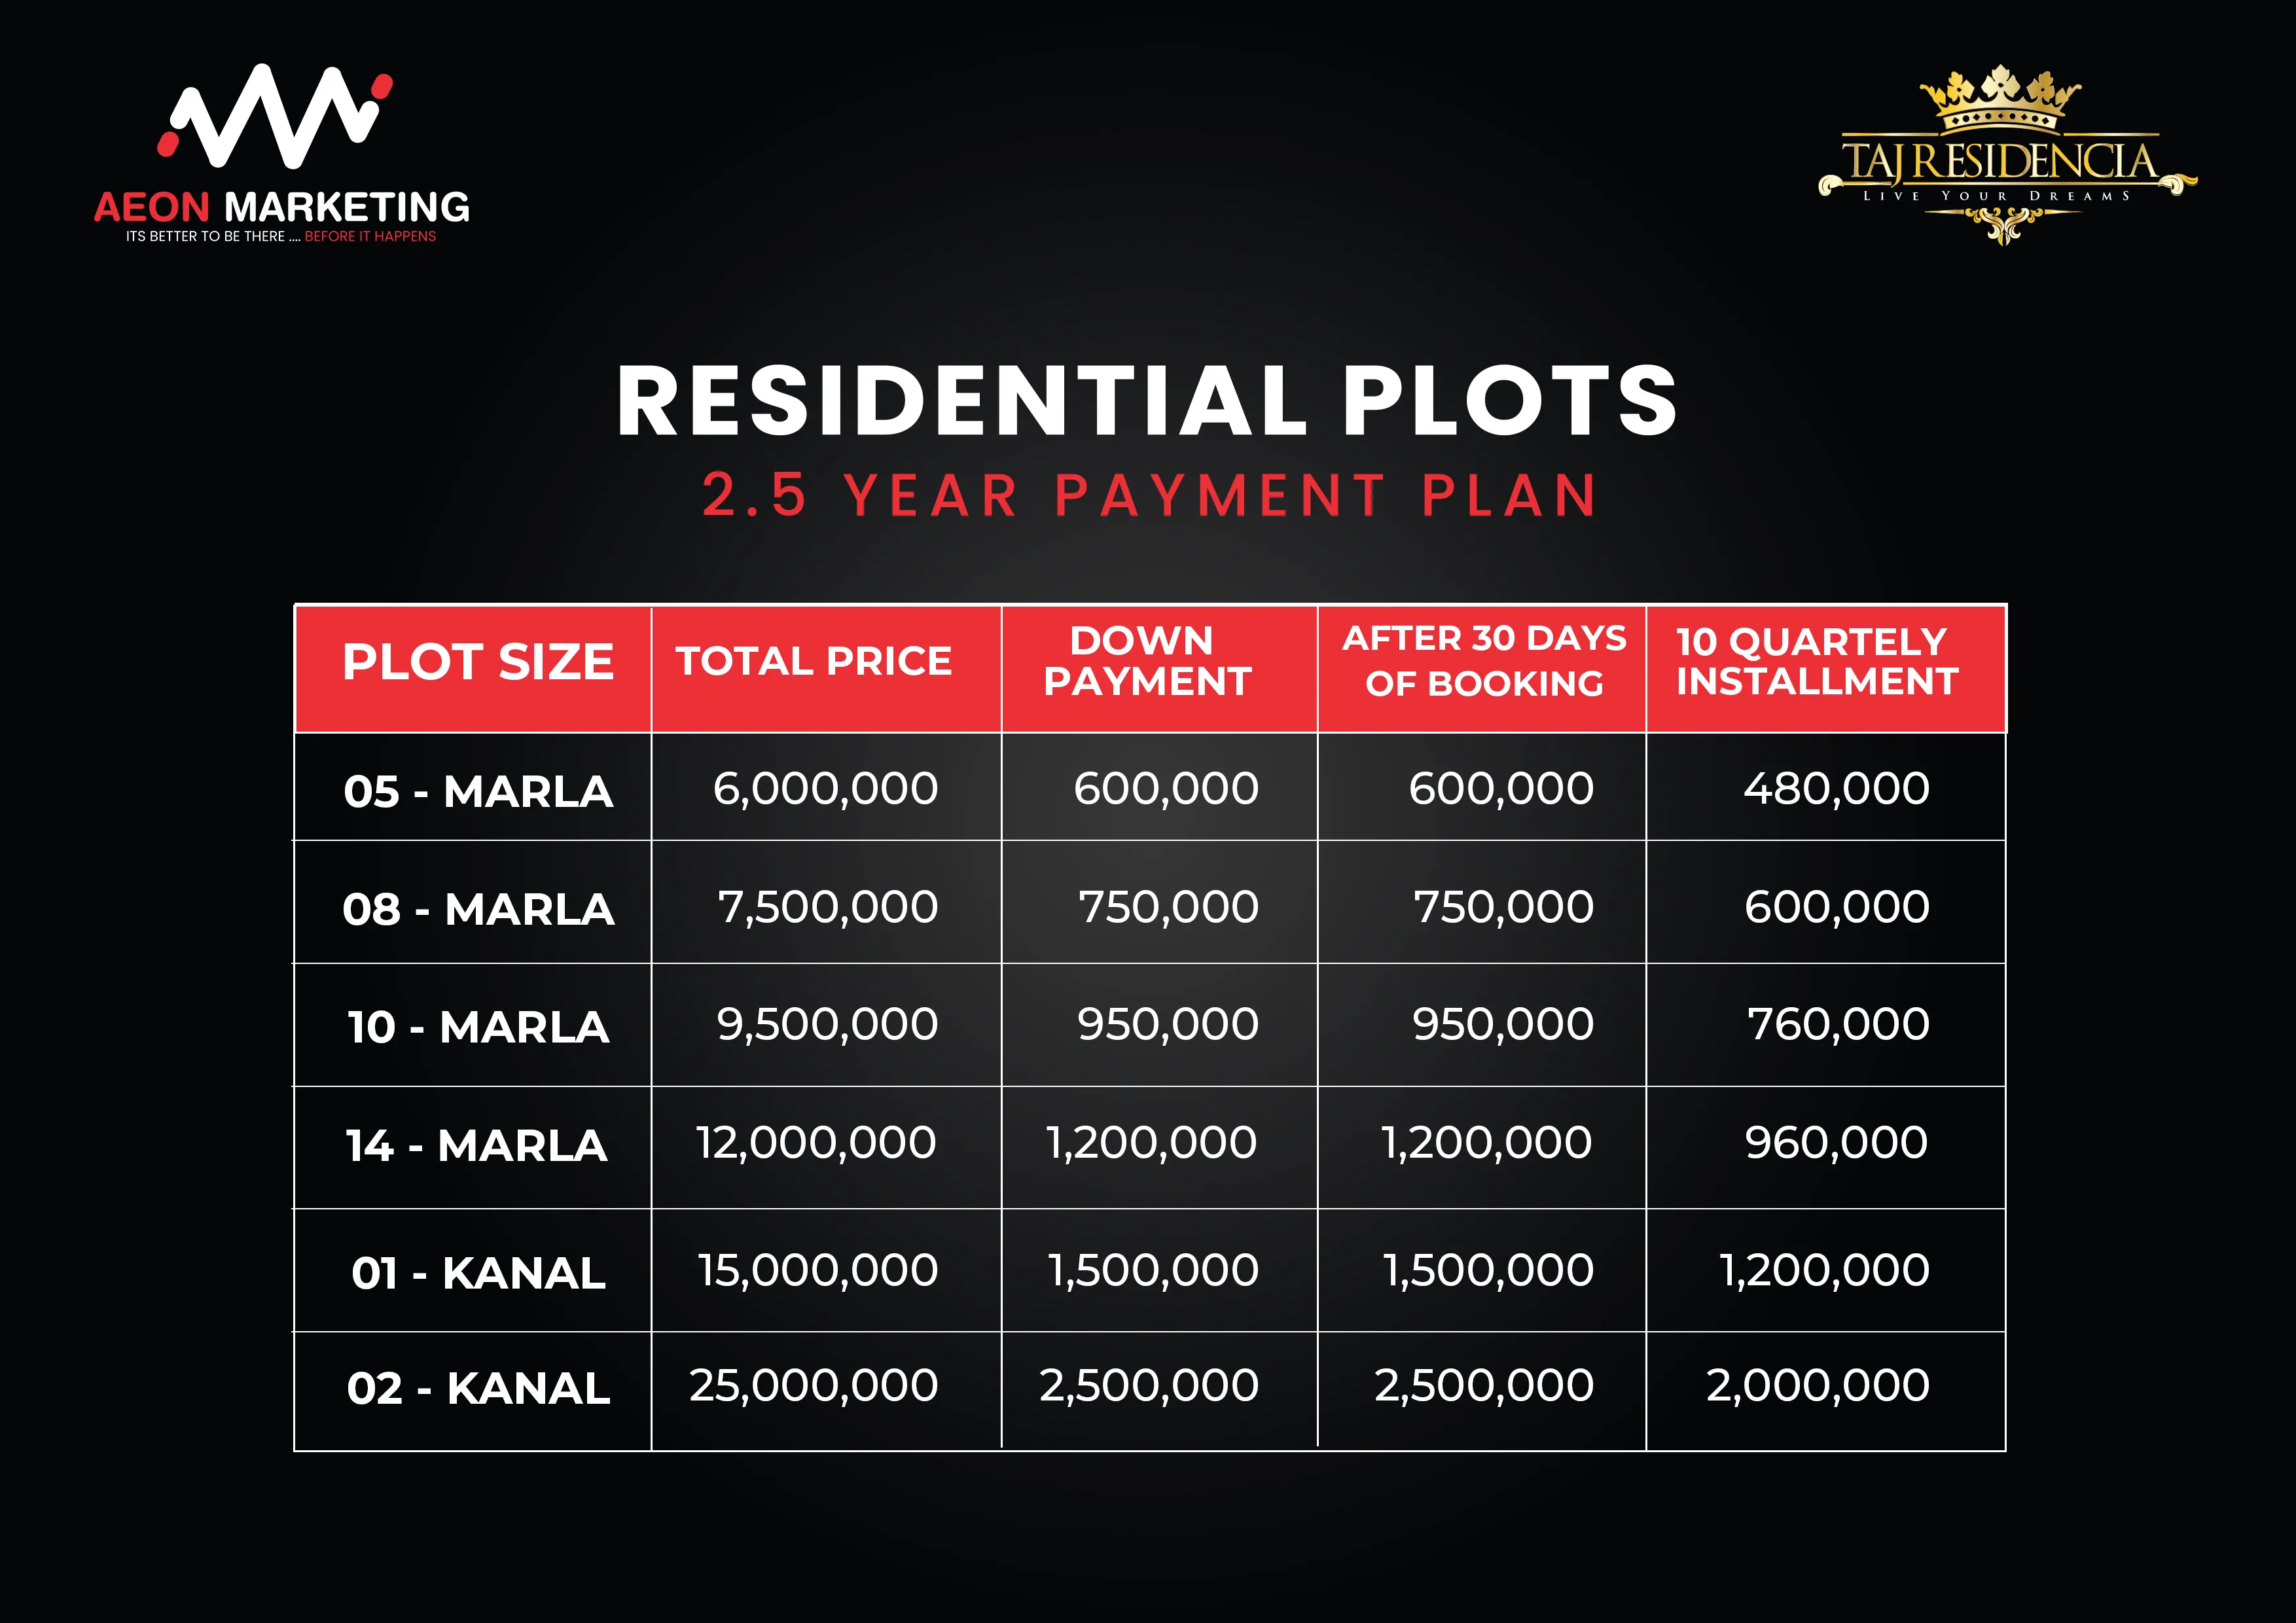 AEON MARKETING
ITS BETTER TO BE THERE .... BEFORE IT HAPPENS
TAJ RESIDENCIA
LIVE YOUR DREAMS
RESIDENTIAL PLOTS
2.5 YEAR PAYMENT PLAN
PLOT SIZE TOTAL PRICE DOWN PAYMENT AFTER 30 DAYS OF BOOKING 10 QUARTELY INSTALLMENT
05 - MARLA 6,000,000 600,000 600,000 480,000
08 - MARLA 7,500,000 750,000 750,000 600,000
10 - MARLA 9,500,000 950,000 950,000 760,000
14 - MARLA 12,000,000 1,200,000 1,200,000 960,000
01 - KANAL 15,000,000 1,500,000 1,500,000 1,200,000
02 - KANAL 25,000,000 2,500,000 2,500,000 2,000,000